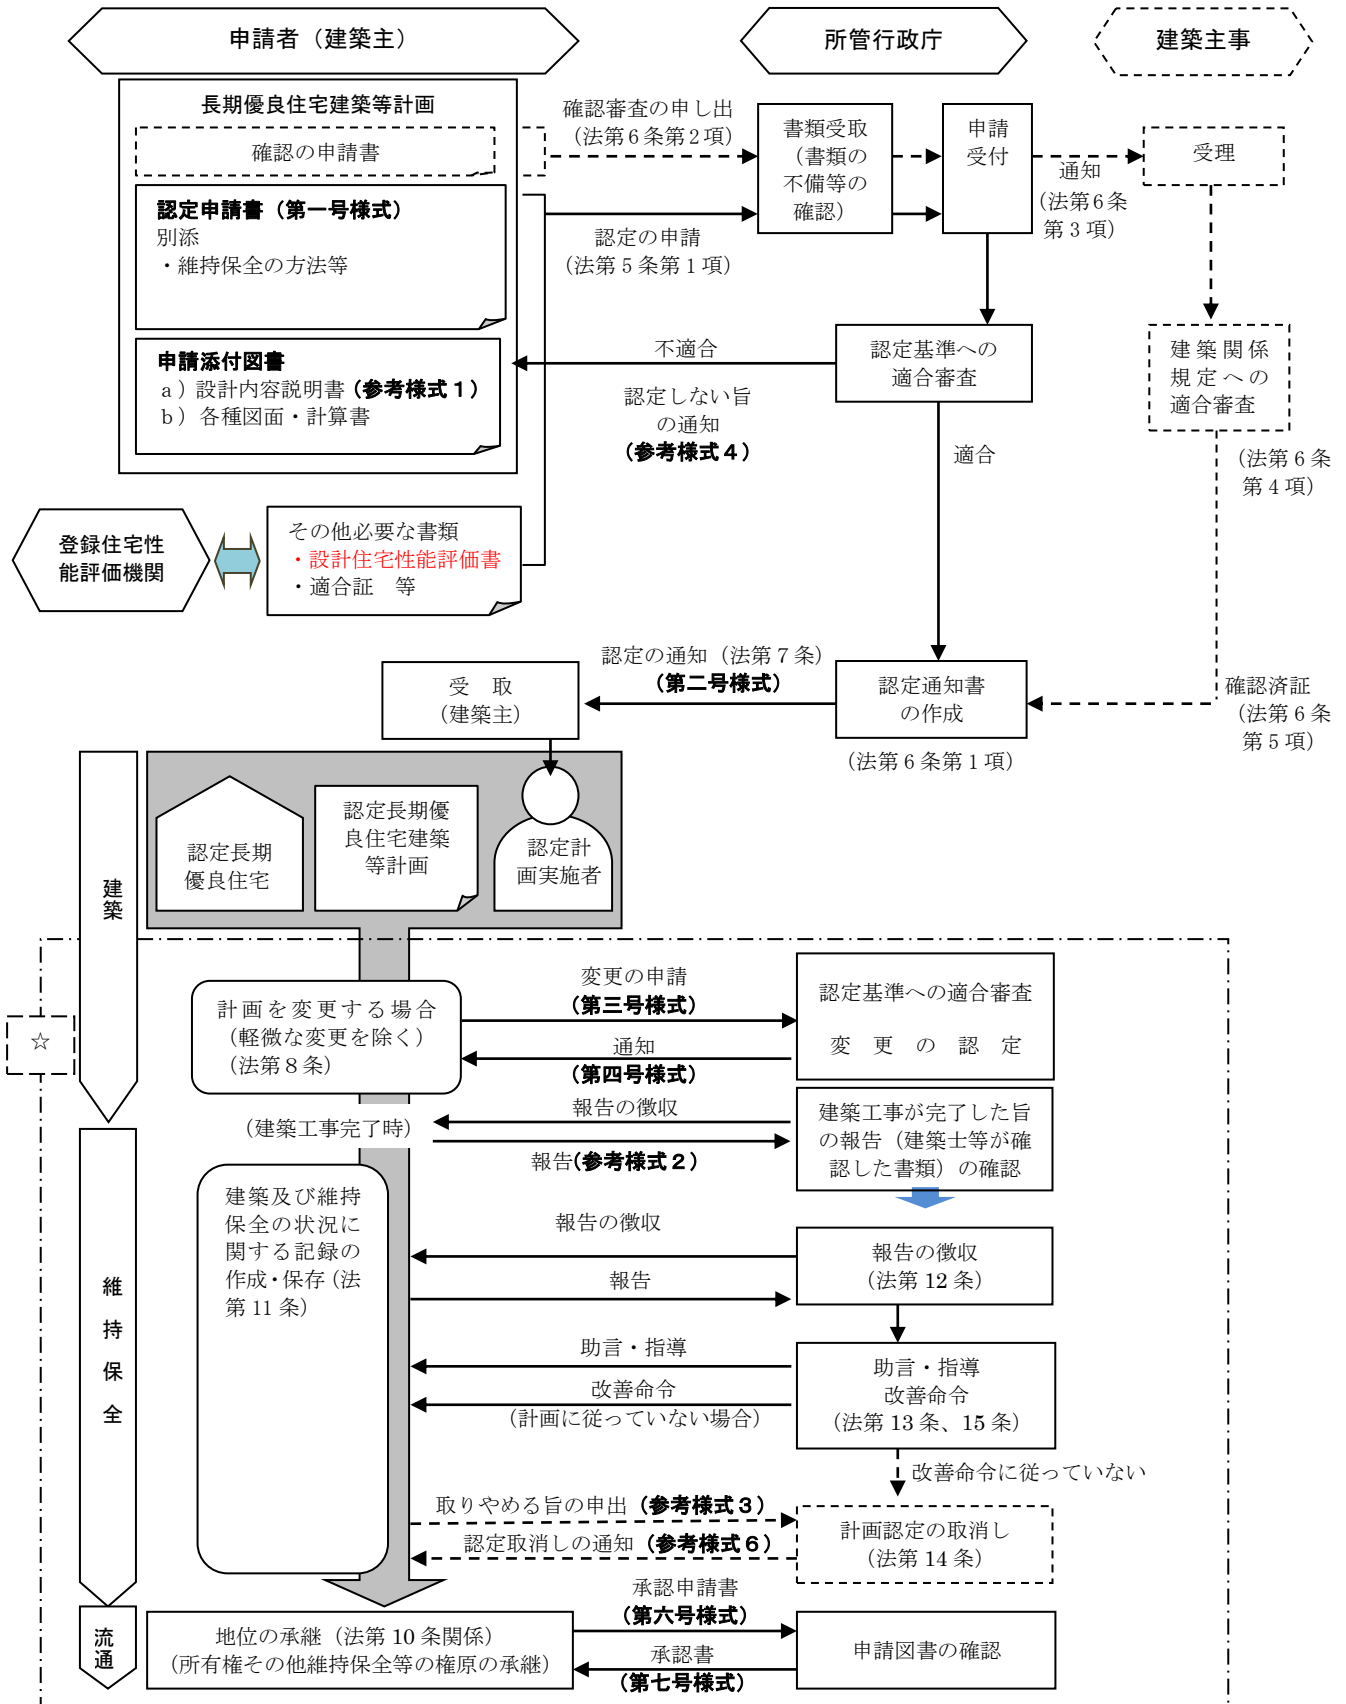 申請者（建築主）
所管行政庁
建築主事
長期優良住宅建築等計画
確認の申請書
認定申請書（第一号様式）
別添
・維持保全の方法等
申請添付図書
a）設計内容説明書（参考様式１）
b）各種図面・計算書
確認審査の申し出
（法第６条第２項）
認定の申請
（法第５条第１項）
書類受取
（書類の
不備等の
確認）
申請
受付
通知
（法第６条
第３項）
受理
不適合
認定しない旨
の通知
（参考様式４）
認定基準への
適合審査
適合
建築関係
規定への
適合審査
（法第６条
第４項）
登録住宅性
能評価機関
その他必要な書類
・設計住宅性能評価書
・適合証　等
認定の通知（法第７条）
（第二号様式）
受　取
（建築主）
認定通知書
の作成
（法第６条第１項）
確認済証
（法第６条
第５項）
建築
認定長期
優良住宅
認定長期優
良住宅建築
等計画
認定計
画実施者
☆
計画を変更する場合
（軽微な変更を除く）
（法第８条）
変更の申請
（第三号様式）
通知
（第四号様式）
認定基準への適合審査
変更の認定
（建築工事完了時）
報告の徴収
報告（参考様式２）
建築工事が完了した旨
の報告（建築士等が確
認した書類）の確認
維持保全
建築及び維持
保全の状況に
関する記録の
作成・保存（法
第 11 条）
報告の徴収
報告
報告の徴収
（法第 12 条）
助言・指導
改善命令
（計画に従っていない場合）
助言・指導
改善命令
（法第 13 条、15 条）
改善命令に従っていない
取りやめる旨の申出（参考様式３）
認定取消しの通知（参考様式６）
計画認定の取消し
（法第 14 条）
流通
地位の承継（法第 10 条関係）
（所有権その他維持保全等の権原の承継）
承認申請書
（第六号様式）
承認書
（第七号様式）
申請図書の確認